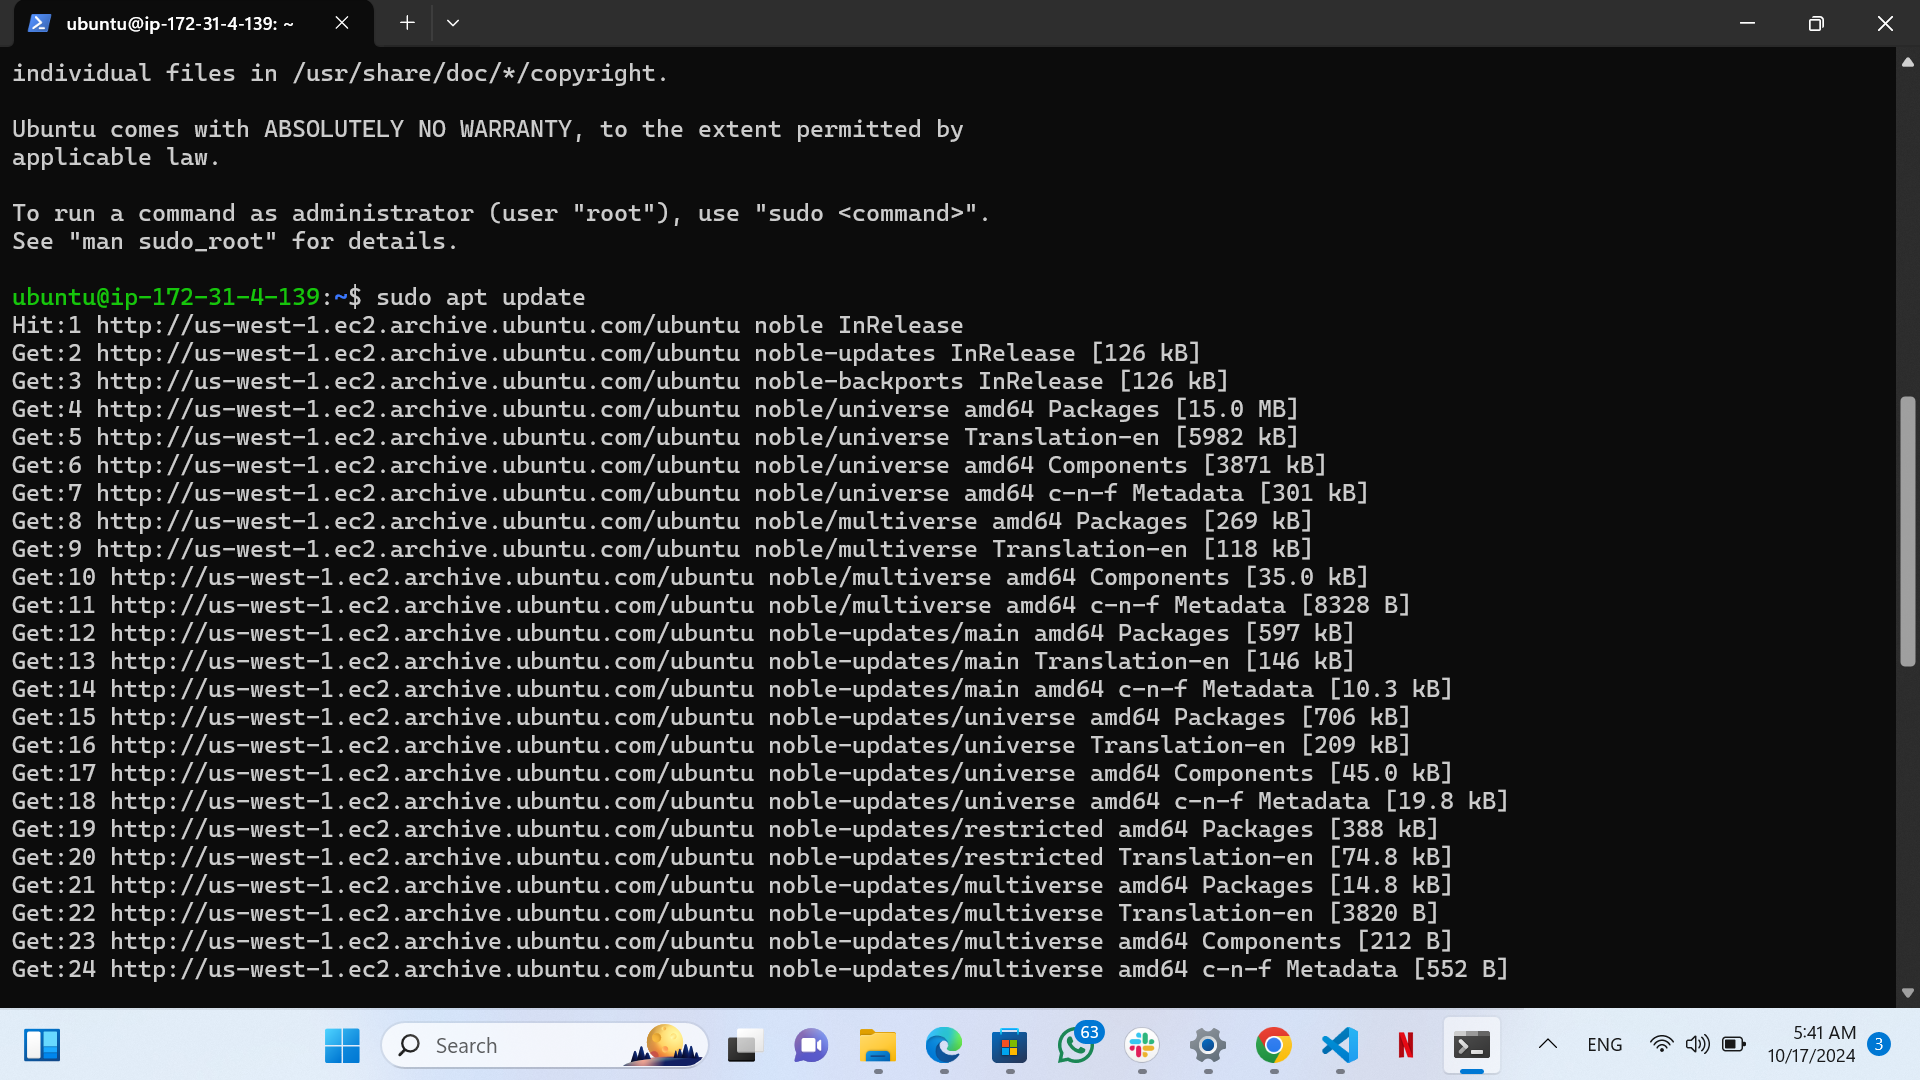 ubuntu@ip-172-31-4-139: ~
individual files in /usr/share/doc/*/copyright.
Ubuntu comes with ABSOLUTELY NO WARRANTY, to the extent permitted by
applicable law.
To run a command as administrator (user "root"), use "sudo <command>".
See "man sudo_root" for details.
ubuntu@ip-172-31-4-139:~$ sudo apt update
Hit:1 http://us-west-1.ec2.archive.ubuntu.com/ubuntu noble InRelease
Get:2 http://us-west-1.ec2.archive.ubuntu.com/ubuntu noble-updates InRelease [126 kB]
Get:3 http://us-west-1.ec2.archive.ubuntu.com/ubuntu noble-backports InRelease [126 kB]
Get:4 http://us-west-1.ec2.archive.ubuntu.com/ubuntu noble/universe amd64 Packages [15.0 MB]
Get:5 http://us-west-1.ec2.archive.ubuntu.com/ubuntu noble/universe Translation-en [5982 kB]
Get:6 http://us-west-1.ec2.archive.ubuntu.com/ubuntu noble/universe amd64 Components [3871 kB]
Get:7 http://us-west-1.ec2.archive.ubuntu.com/ubuntu noble/universe amd64 c-n-f Metadata [301 kB]
Get:8 http://us-west-1.ec2.archive.ubuntu.com/ubuntu noble/multiverse amd64 Packages [269 kB]
Get:9 http://us-west-1.ec2.archive.ubuntu.com/ubuntu noble/multiverse Translation-en [118 kB]
Get:10 http://us-west-1.ec2.archive.ubuntu.com/ubuntu noble/multiverse amd64 Components [35.0 kB]
Get:11 http://us-west-1.ec2.archive.ubuntu.com/ubuntu noble/multiverse amd64 c-n-f Metadata [8328 B]
Get:12 http://us-west-1.ec2.archive.ubuntu.com/ubuntu noble-updates/main amd64 Packages [597 kB]
Get:13 http://us-west-1.ec2.archive.ubuntu.com/ubuntu noble-updates/main Translation-en [146 kB]
Get:14 http://us-west-1.ec2.archive.ubuntu.com/ubuntu noble-updates/main amd64 c-n-f Metadata [10.3 kB]
Get:15 http://us-west-1.ec2.archive.ubuntu.com/ubuntu noble-updates/universe amd64 Packages [706 kB]
Get:16 http://us-west-1.ec2.archive.ubuntu.com/ubuntu noble-updates/universe Translation-en [209 kB]
Get:17 http://us-west-1.ec2.archive.ubuntu.com/ubuntu noble-updates/universe amd64 Components [45.0 kB]
Get:18 http://us-west-1.ec2.archive.ubuntu.com/ubuntu noble-updates/universe amd64 c-n-f Metadata [19.8 kB]
Get:19 http://us-west-1.ec2.archive.ubuntu.com/ubuntu noble-updates/restricted amd64 Packages [388 kB]
Get:20 http://us-west-1.ec2.archive.ubuntu.com/ubuntu noble-updates/restricted Translation-en [74.8 kB]
Get:21 http://us-west-1.ec2.archive.ubuntu.com/ubuntu noble-updates/multiverse amd64 Packages [14.8 kB]
Get:22 http://us-west-1.ec2.archive.ubuntu.com/ubuntu noble-updates/multiverse Translation-en [3820 B]
Get:23 http://us-west-1.ec2.archive.ubuntu.com/ubuntu noble-updates/multiverse amd64 Components [212 B]
Get:24 http://us-west-1.ec2.archive.ubuntu.com/ubuntu noble-updates/multiverse amd64 c-n-f Metadata [552 B]
Search
63
N
ENG
5:41 AM
10/17/2024
3